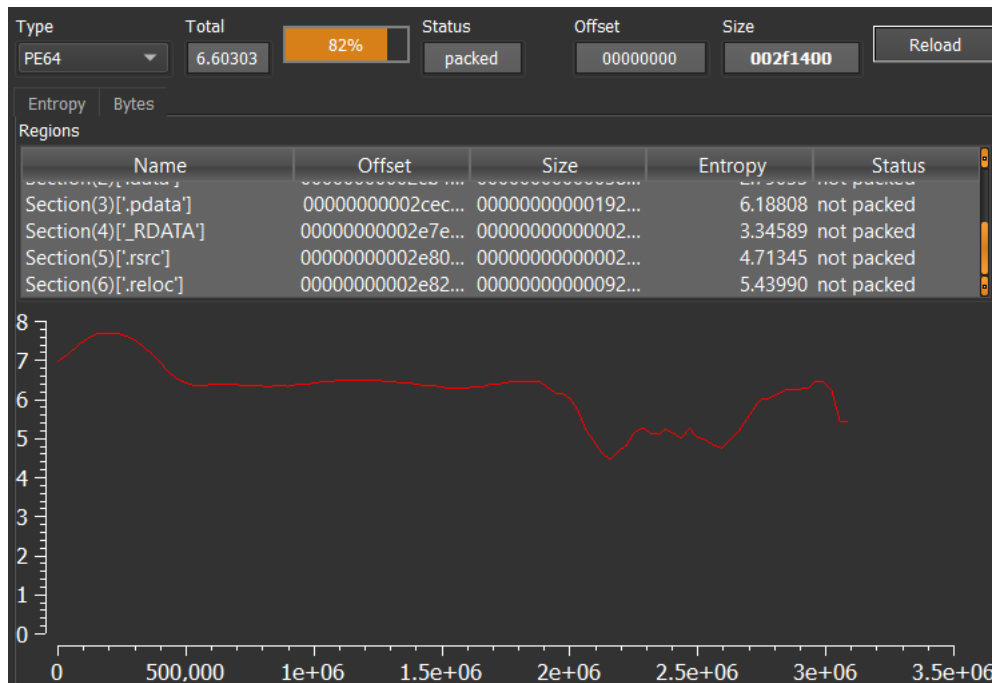 Type Total Status Offset Size
PE64 6.60303 82% packed 00000000 002f1400 Reload
Entropy Bytes
Regions
Name Offset Size Entropy Status
Section(3)['.pdata'] 00000000002cec... 00000000000192... 6.18808 not packed
Section(4)['_RDATA'] 00000000002e7e... 00000000000002... 3.34589 not packed
Section(5)['.rsrc'] 00000000002e80... 00000000000002... 4.71345 not packed
Section(6)['.reloc'] 00000000002e82... 00000000000092... 5.43990 not packed
8
7
6
5
4
3
2
1
0
0 500,000 1e+06 1.5e+06 2e+06 2.5e+06 3e+06 3.5e+06